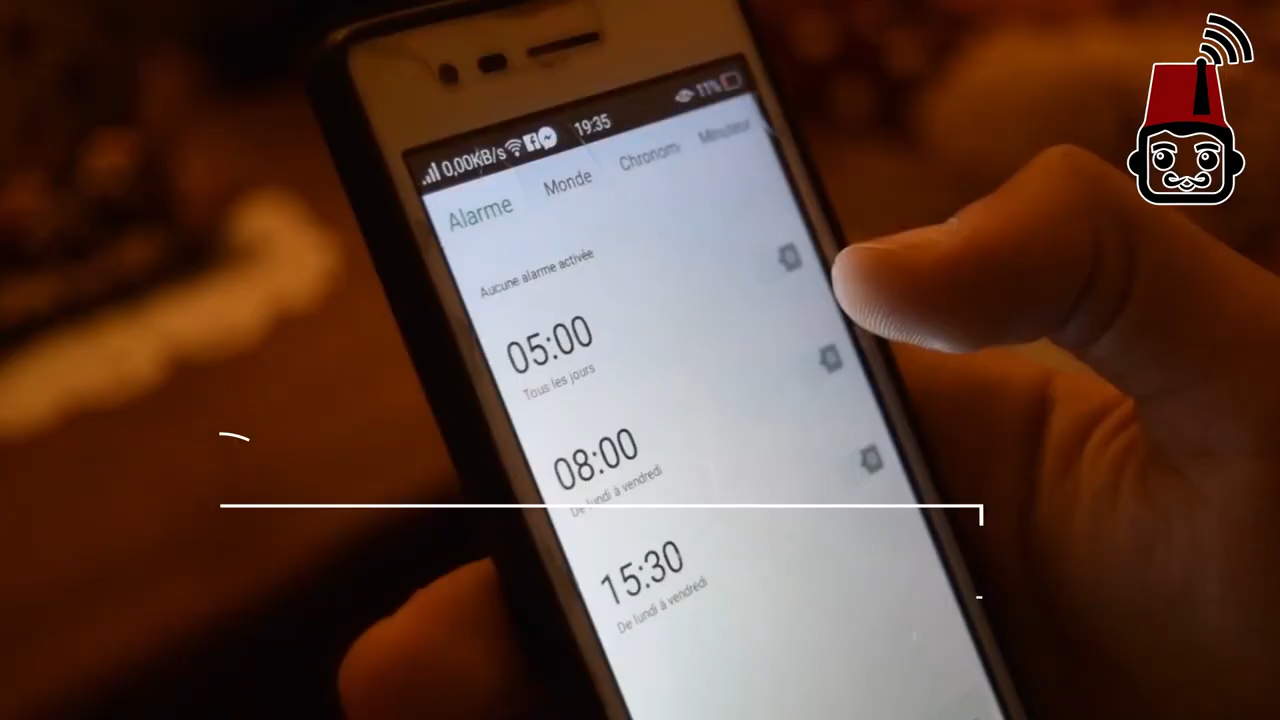 0,00KB/s 19:35 11%
Alarme Monde Chronom Minuteur
Aucune alarme activée
05:00
Tous les jours
08:00
De lundi à vendredi
15:30
De lundi à vendredi